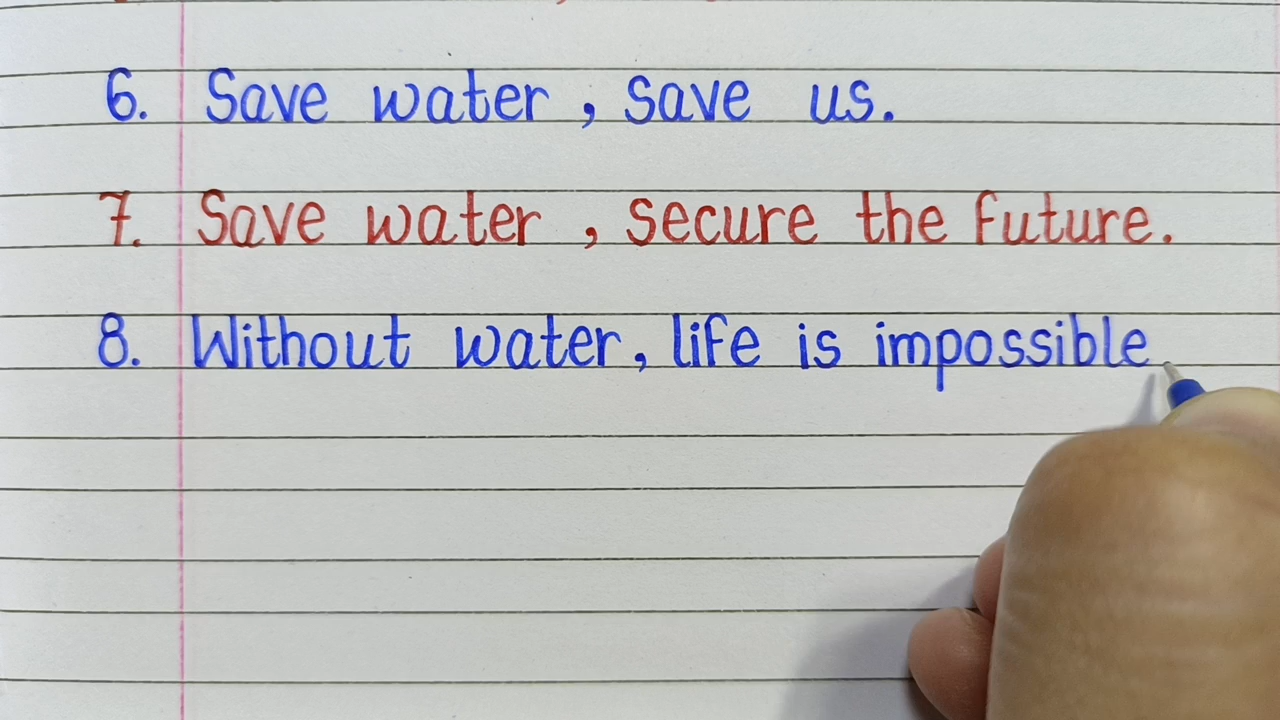 6. Save water , save us.
7. Save water , secure the future.
8. Without water, life is impossible.